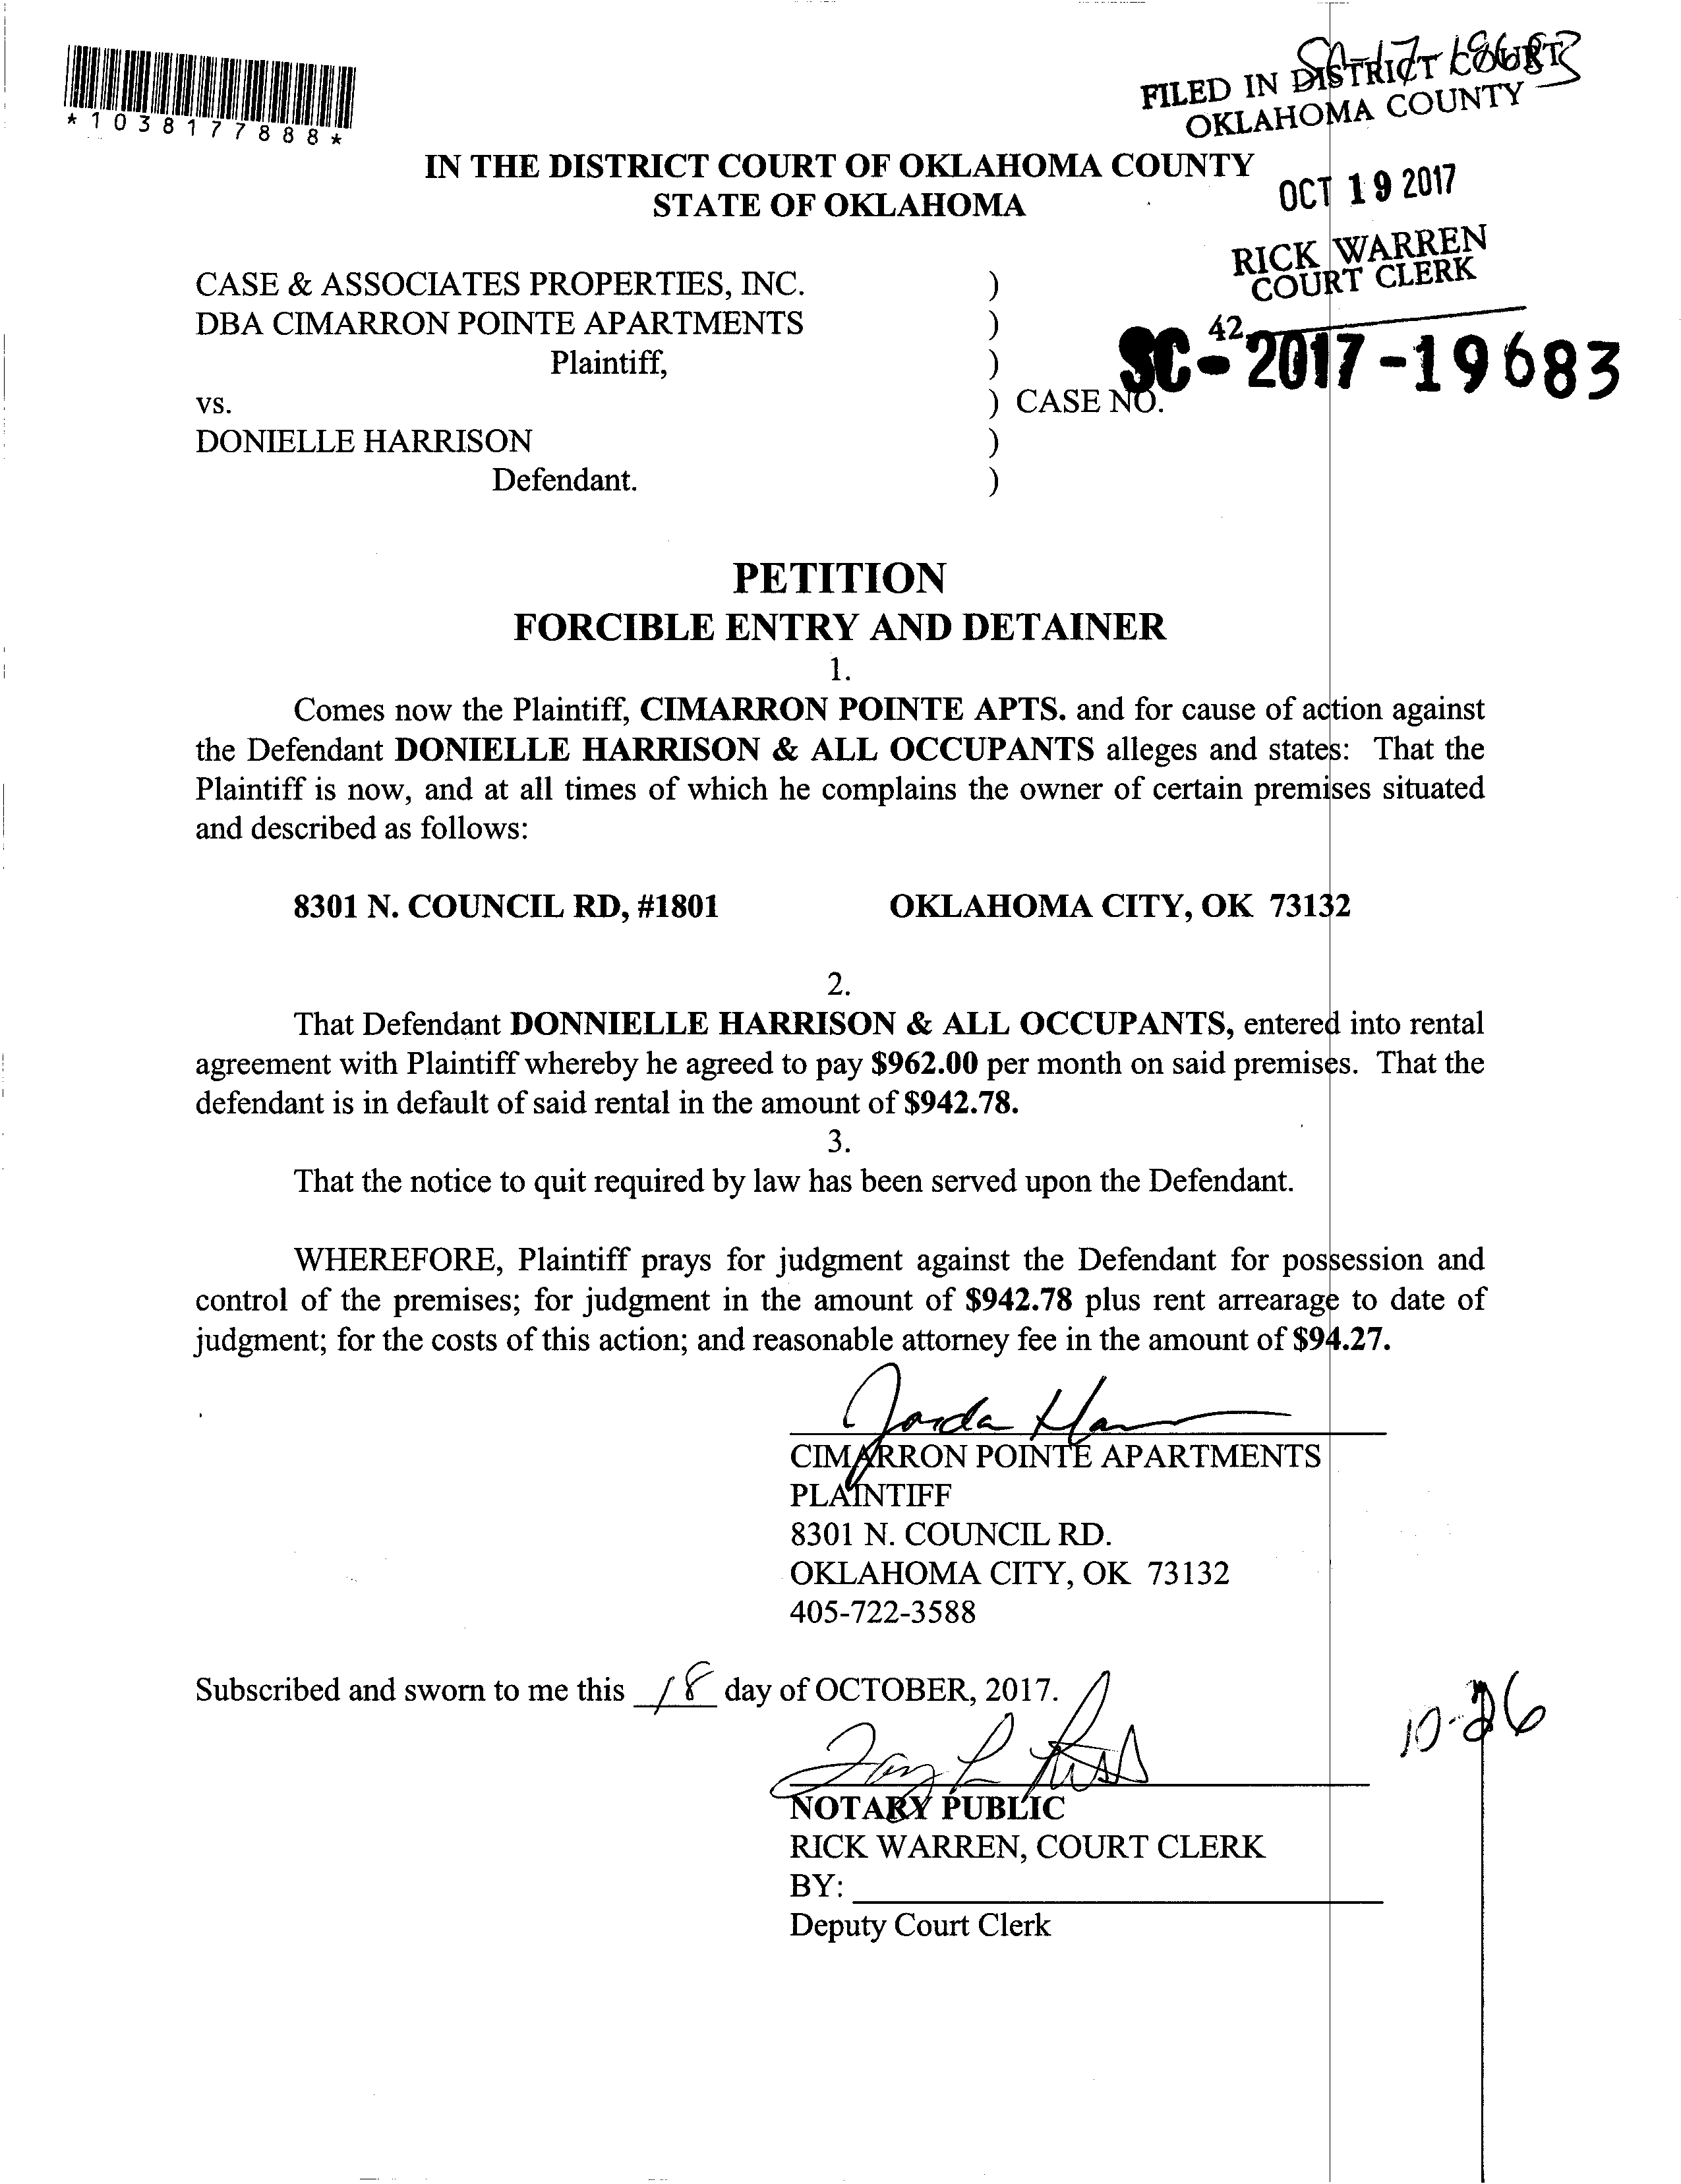 *1038177888*
SC-17-19683
FILED IN DISTRICT COURT
OKLAHOMA COUNTY
IN THE DISTRICT COURT OF OKLAHOMA COUNTY
STATE OF OKLAHOMA
OCT 19 2017
RICK WARREN
COURT CLERK
42
SC-2017-19683
CASE & ASSOCIATES PROPERTIES, INC. )
DBA CIMARRON POINTE APARTMENTS )
Plaintiff, )
vs. ) CASE NO.
DONIELLE HARRISON )
Defendant. )
PETITION
FORCIBLE ENTRY AND DETAINER
1.
Comes now the Plaintiff, CIMARRON POINTE APTS. and for cause of action against
the Defendant DONIELLE HARRISON & ALL OCCUPANTS alleges and states: That the
Plaintiff is now, and at all times of which he complains the owner of certain premises situated
and described as follows:
8301 N. COUNCIL RD, #1801 OKLAHOMA CITY, OK 73132
2.
That Defendant DONNIELLE HARRISON & ALL OCCUPANTS, entered into rental
agreement with Plaintiff whereby he agreed to pay $962.00 per month on said premises. That the
defendant is in default of said rental in the amount of $942.78.
3.
That the notice to quit required by law has been served upon the Defendant.
WHEREFORE, Plaintiff prays for judgment against the Defendant for possession and
control of the premises; for judgment in the amount of $942.78 plus rent arrearage to date of
judgment; for the costs of this action; and reasonable attorney fee in the amount of $94.27.
CIMARRON POINTE APARTMENTS
PLAINTIFF
8301 N. COUNCIL RD.
OKLAHOMA CITY, OK 73132
405-722-3588
Subscribed and sworn to me this 18 day of OCTOBER, 2017.
10-26
NOTARY PUBLIC
RICK WARREN, COURT CLERK
BY:
Deputy Court Clerk